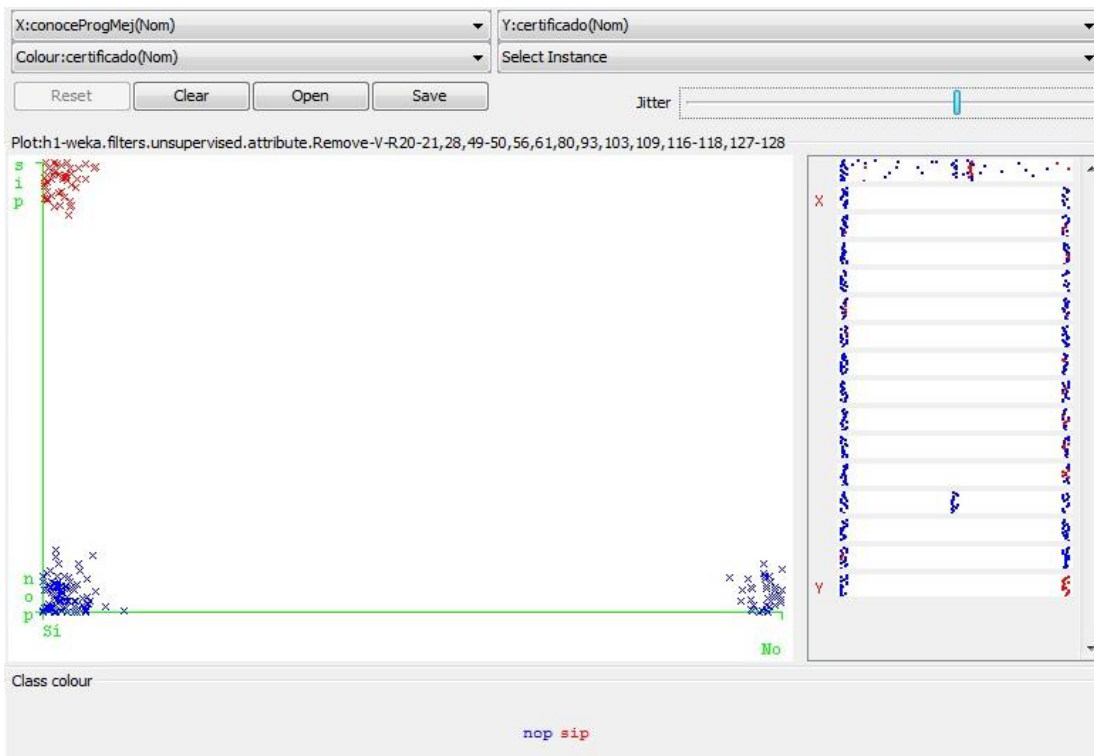 X:conoceProgMej(Nom)
Y:certificado(Nom)
Colour:certificado(Nom)
Select Instance
Reset
Clear
Open
Save
Jitter
Plot:h1-weka.filters.unsupervised.attribute.Remove-V-R20-21,28,49-50,56,61,80,93,103,109,116-118,127-128
sip
X
nop
Y
Sí
No
Class colour
nop sip